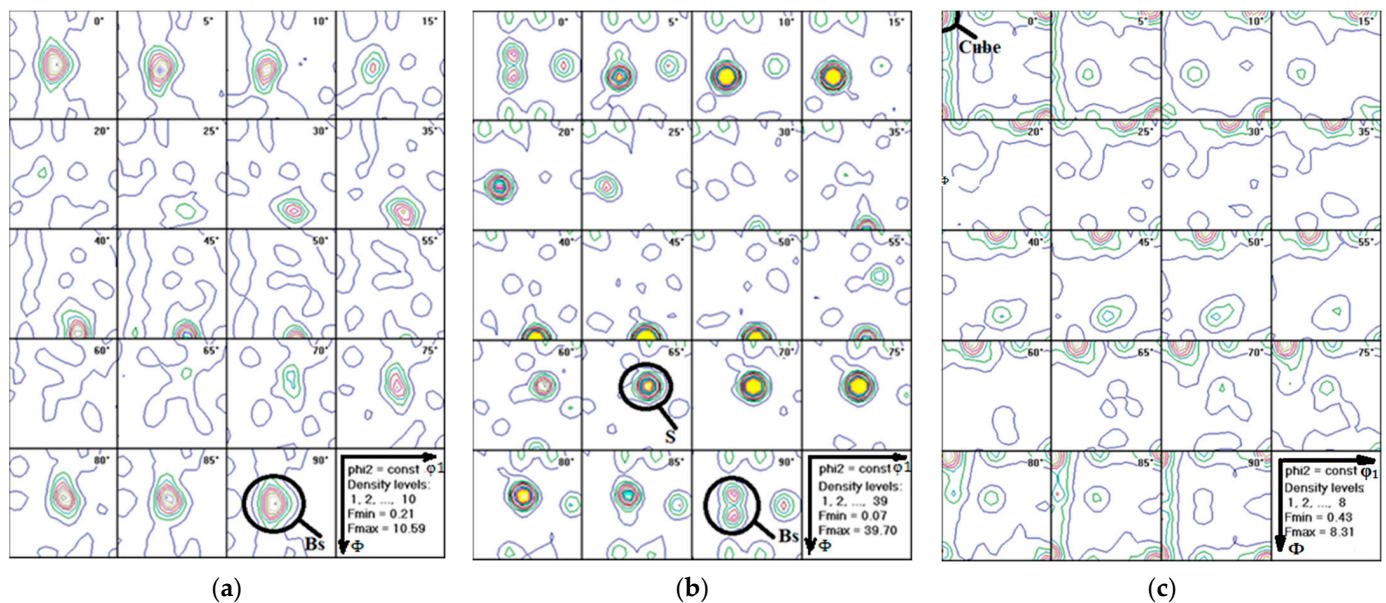 0° 5° 10° 15°
20° 25° 30° 35°
40° 45° 50° 55°
60° 65° 70° 75°
80° 85° 90°
phi2 = const φ1
Density levels:
1, 2, ..., 10
Fmin = 0.21
Fmax = 10.59
Bs
Φ
(a)
0° 5° 10° 15°
20° 25° 30° 35°
40° 45° 50° 55°
60° 65° 70° 75°
S
80° 85° 90°
phi2 = const φ1
Density levels:
1, 2, ..., 39
Fmin = 0.07
Fmax = 39.70
Bs
Φ
(b)
0° 5° 10° 15°
Cube
20° 25° 30° 35°
Φ
40° 45° 50° 55°
60° 65° 70° 75°
80° 85° 90°
phi2 = const φ1
Density levels
1, 2, ..., 8
Fmin = 0.43
Fmax = 8.31
Φ
(c)